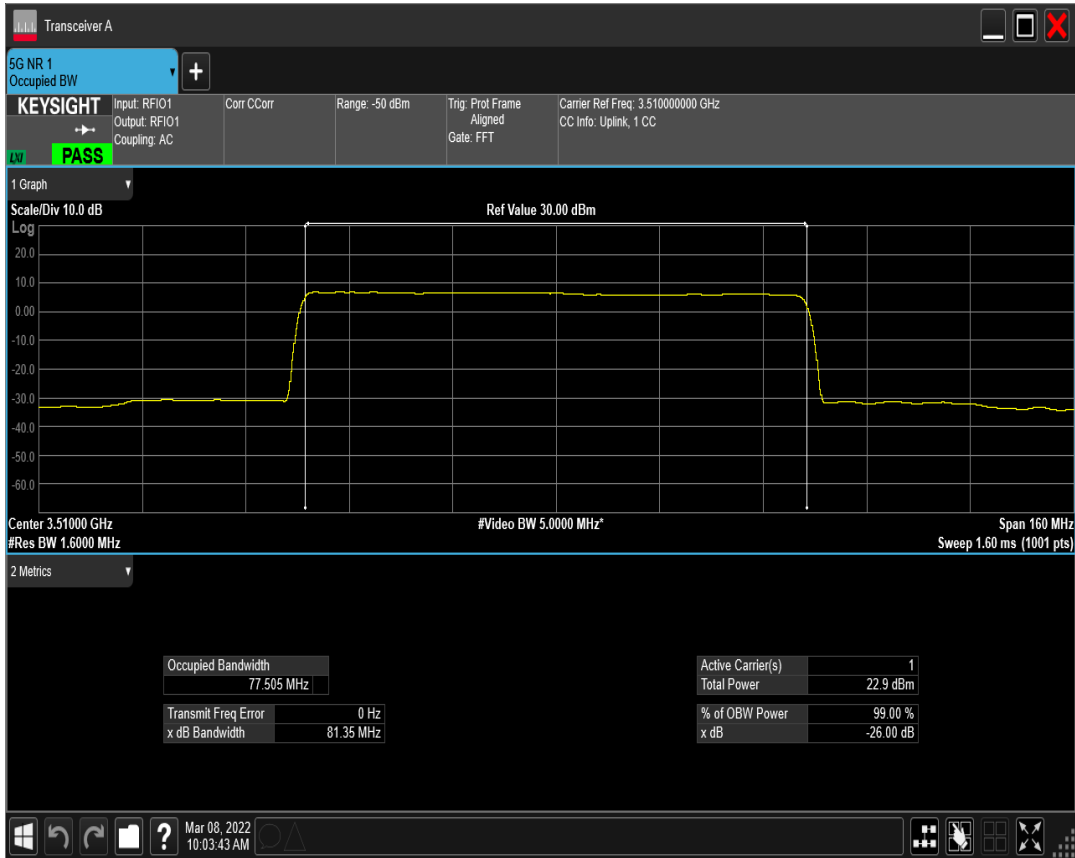 Transceiver A
5G NR 1
Occupied BW
+
KEYSIGHT
LXI PASS
Input: RFIO1
Output: RFIO1
Coupling: AC
Corr CCorr
Range: -50 dBm
Trig: Prot Frame
Aligned
Gate: FFT
Carrier Ref Freq: 3.510000000 GHz
CC Info: Uplink, 1 CC
1 Graph
Scale/Div 10.0 dB
Ref Value 30.00 dBm
Log
20.0
10.0
0.00
-10.0
-20.0
-30.0
-40.0
-50.0
-60.0
Center 3.51000 GHz
#Video BW 5.0000 MHz*
Span 160 MHz
#Res BW 1.6000 MHz
Sweep 1.60 ms (1001 pts)
2 Metrics
Occupied Bandwidth
77.505 MHz
Transmit Freq Error 0 Hz
x dB Bandwidth 81.35 MHz
Active Carrier(s) 1
Total Power 22.9 dBm
% of OBW Power 99.00 %
x dB -26.00 dB
?
Mar 08, 2022
10:03:43 AM